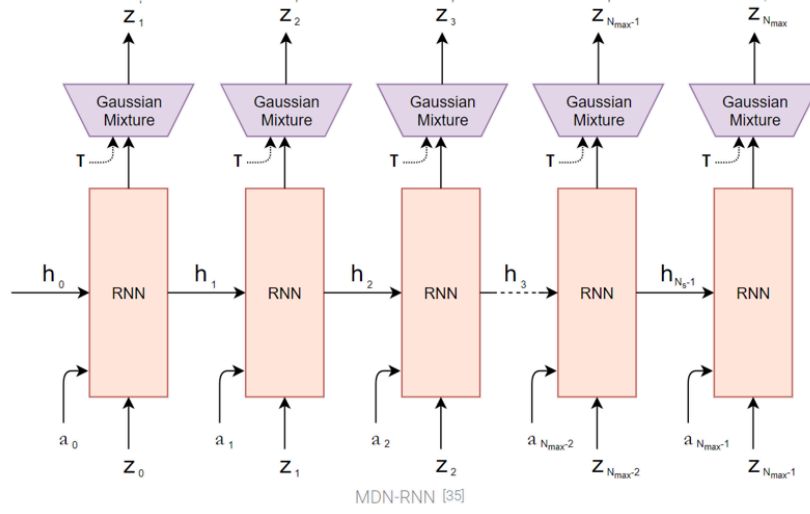 z1 z2 z3 zNmax-1 zNmax
Gaussian Mixture Gaussian Mixture Gaussian Mixture Gaussian Mixture Gaussian Mixture
T T T T T
h0 h1 h2 h3 hNs-1
RNN RNN RNN RNN RNN
a0 a1 a2 aNmax-2 aNmax-1
z0 z1 z2 zNmax-2 zNmax-1
MDN-RNN [35]